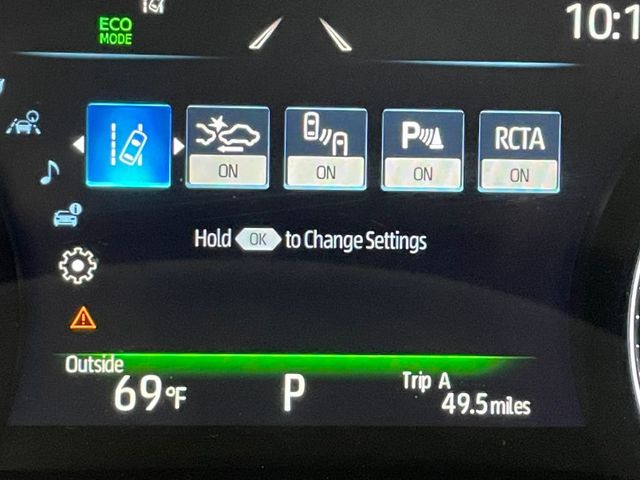 ECO
MODE
10:1
ON
ON
P
ON
RCTA
ON
Hold OK to Change Settings
Outside
69°F
P
Trip A
49.5 miles